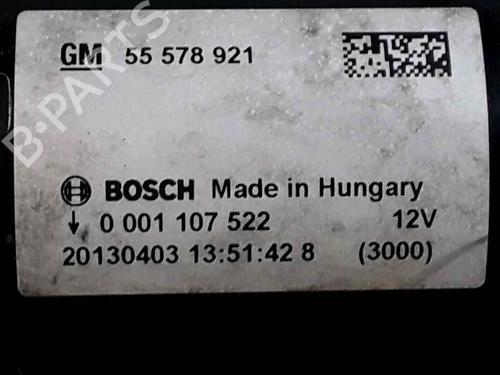 GM 55 578 921
B-PARTS
BOSCH Made in Hungary
0 001 107 522 12V
20130403 13:51:42 8 (3000)